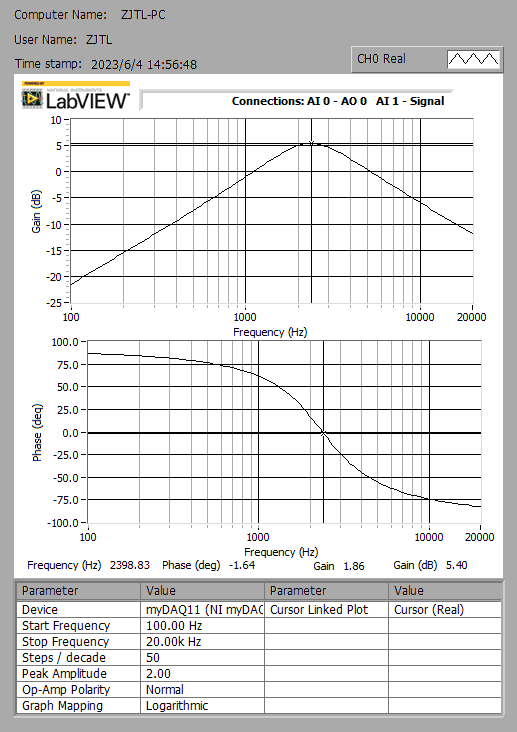 Computer Name: ZJTL-PC
User Name: ZJTL
Time stamp: 2023/6/4 14:56:48
CH0 Real
POWERED BY
NATIONAL INSTRUMENTS
LabVIEW™
Connections: AI 0 - AO 0 AI 1 - Signal
Gain (dB)
10
5
0
-5
-10
-15
-20
-25
100 1000 10000 20000
Frequency (Hz)
Phase (deg)
100.0
75.0
50.0
25.0
0.0
-25.0
-50.0
-75.0
-100.0
100 1000 10000 20000
Frequency (Hz)
Frequency (Hz) 2398.83 Phase (deg) -1.64 Gain 1.86 Gain (dB) 5.40
Parameter Value Parameter Value
Device myDAQ11 (NI myDAQ Cursor Linked Plot Cursor (Real)
Start Frequency 100.00 Hz
Stop Frequency 20.00k Hz
Steps / decade 50
Peak Amplitude 2.00
Op-Amp Polarity Normal
Graph Mapping Logarithmic